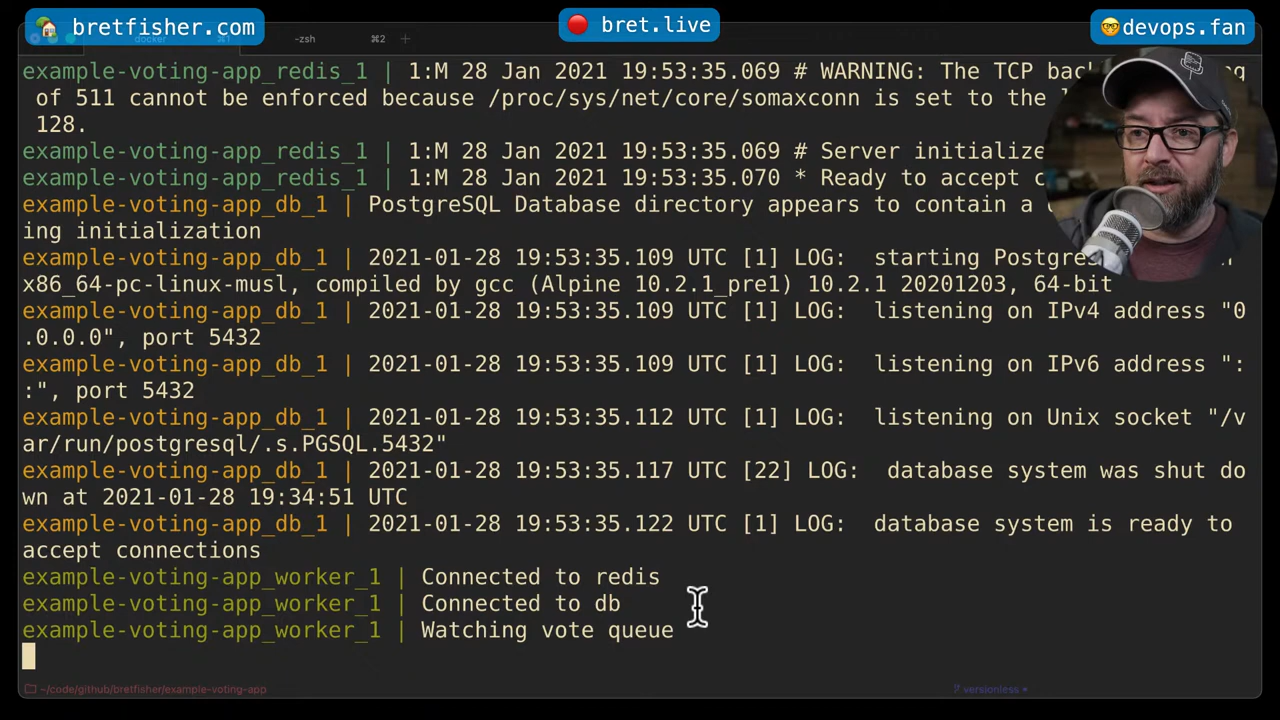 bretfisher.com
bret.live
devops.fan
docker ⌘1 -zsh ⌘2 +
example-voting-app_redis_1 | 1:M 28 Jan 2021 19:53:35.069 # WARNING: The TCP
of 511 cannot be enforced because /proc/sys/net/core/somaxconn is set to the
128.
example-voting-app_redis_1 | 1:M 28 Jan 2021 19:53:35.069 # Server
example-voting-app_redis_1 | 1:M 28 Jan 2021 19:53:35.070 * Ready to accept
example-voting-app_db_1 | PostgreSQL Database directory appears to contain a
ing initialization
example-voting-app_db_1 | 2021-01-28 19:53:35.109 UTC [1] LOG:  starting
x86_64-pc-linux-musl, compiled by gcc (Alpine 10.2.1_pre1) 10.2.1 20201203, 64-bit
example-voting-app_db_1 | 2021-01-28 19:53:35.109 UTC [1] LOG:  listening on IPv4 address "0
.0.0.0", port 5432
example-voting-app_db_1 | 2021-01-28 19:53:35.109 UTC [1] LOG:  listening on IPv6 address ":
:", port 5432
example-voting-app_db_1 | 2021-01-28 19:53:35.112 UTC [1] LOG:  listening on Unix socket "/v
ar/run/postgresql/.s.PGSQL.5432"
example-voting-app_db_1 | 2021-01-28 19:53:35.117 UTC [22] LOG:  database system was shut do
wn at 2021-01-28 19:34:51 UTC
example-voting-app_db_1 | 2021-01-28 19:53:35.122 UTC [1] LOG:  database system is ready to
accept connections
example-voting-app_worker_1 | Connected to redis
example-voting-app_worker_1 | Connected to db
example-voting-app_worker_1 | Watching vote queue
~/code/github/bretfisher/example-voting-app
versionless •